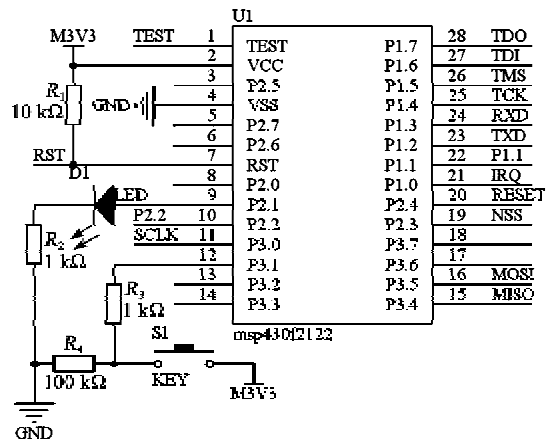 U1
M3V3
TEST 1 TEST P1.7 28 TDO
2 VCC P1.6 27 TDI
3 P2.5 P1.5 26 TMS
R1
10 kΩ
GND 4 VSS P1.4 25 TCK
5 P2.7 P1.3 24 RXD
6 P2.6 P1.2 23 TXD
RST 7 RST P1.1 22 P1.1
D1
8 P2.0 P1.0 21 IRQ
LED 9 P2.1 P2.4 20 RESET
P2.2 10 P2.2 P2.3 19 NSS
SCLK 11 P3.0 P3.7 18
R2
1 kΩ
12 P3.1 P3.6 17
13 P3.2 P3.5 16 MOSI
14 P3.3 P3.4 15 MISO
R3
1 kΩ
msp430f2122
R4
100 kΩ
S1
KEY
M3V3
GND